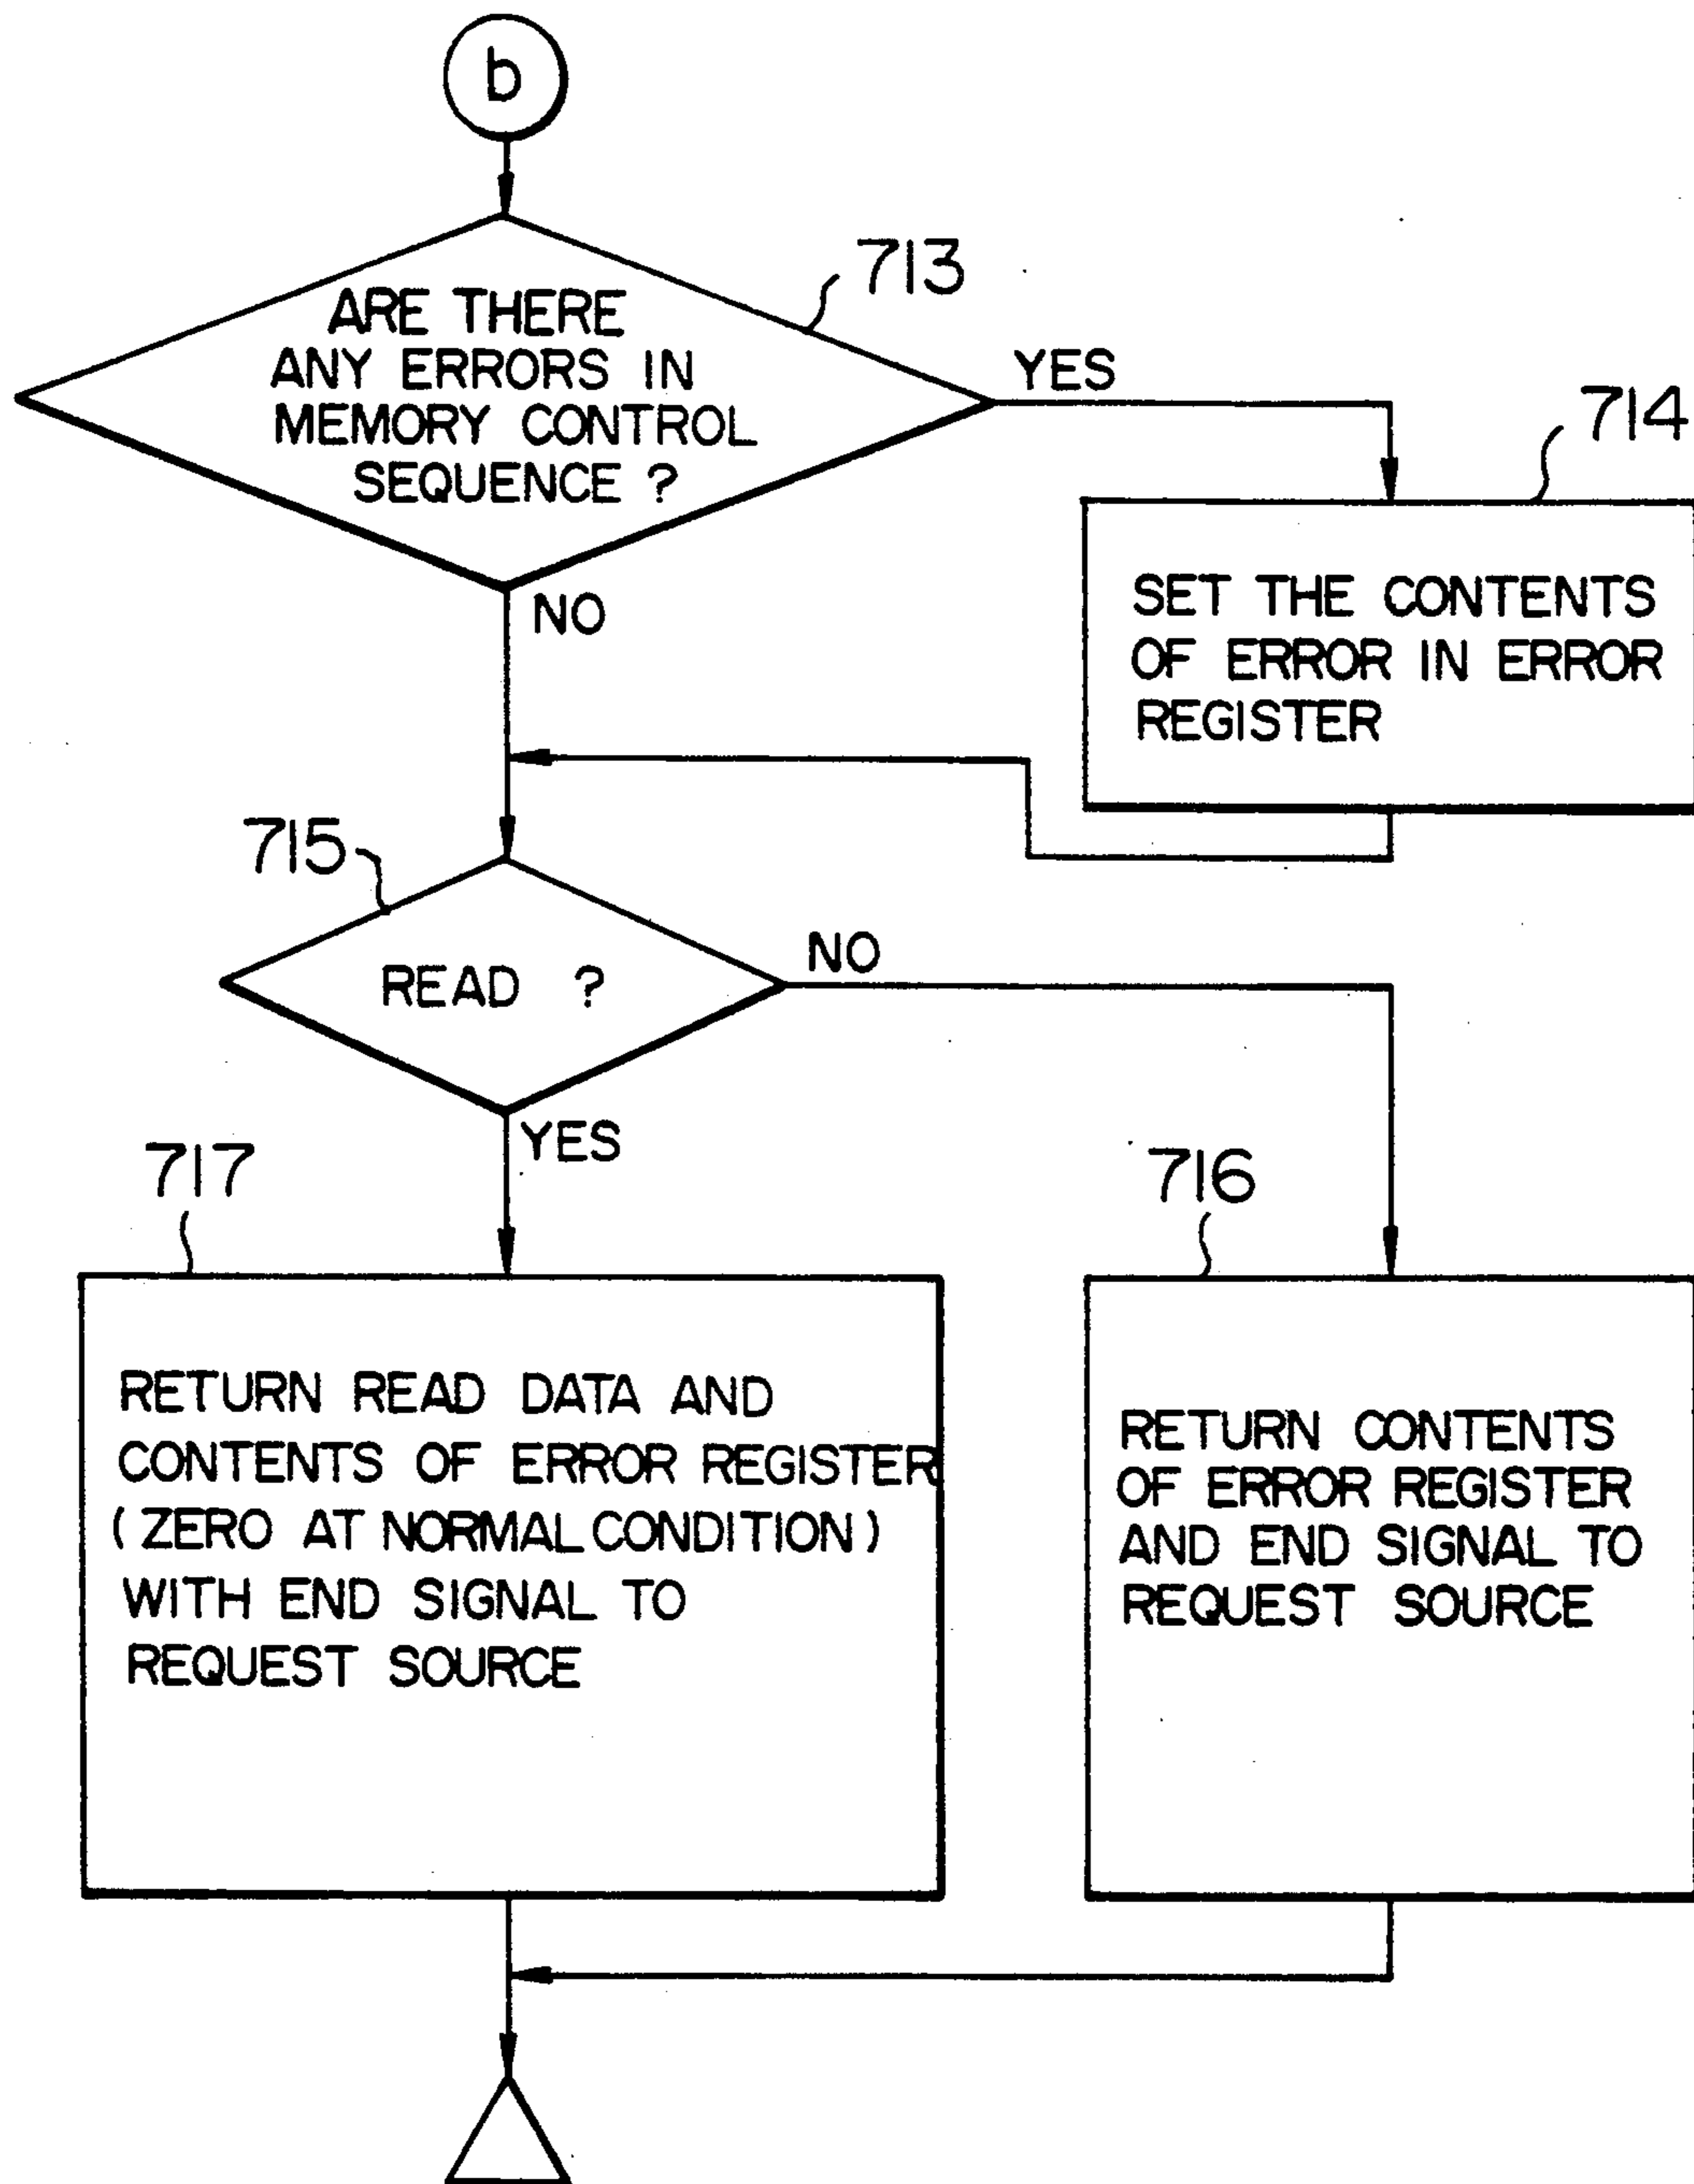 b
713
ARE THERE
ANY ERRORS IN
MEMORY CONTROL
SEQUENCE ?
YES
714
NO
SET THE CONTENTS
OF ERROR IN ERROR
REGISTER
715
READ ?
NO
YES
717
RETURN READ DATA AND
CONTENTS OF ERROR REGISTER
( ZERO AT NORMAL CONDITION )
WITH END SIGNAL TO
REQUEST SOURCE
716
RETURN CONTENTS
OF ERROR REGISTER
AND END SIGNAL TO
REQUEST SOURCE